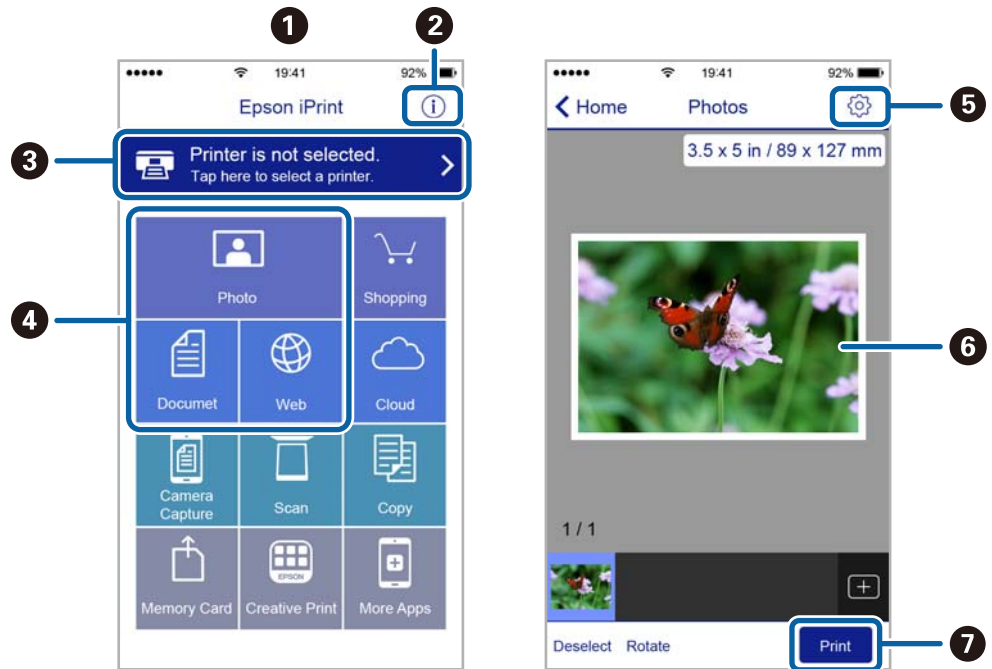 1
2
19:41
92%
Epson iPrint
i
3
Printer is not selected.
Tap here to select a printer.
4
Photo
Shopping
Documet
Web
Cloud
Camera
Capture
Scan
Copy
EPSON
Memory Card
Creative Print
More Apps
19:41
92%
Home
Photos
5
3.5 x 5 in / 89 x 127 mm
6
1 / 1
Deselect
Rotate
Print
7